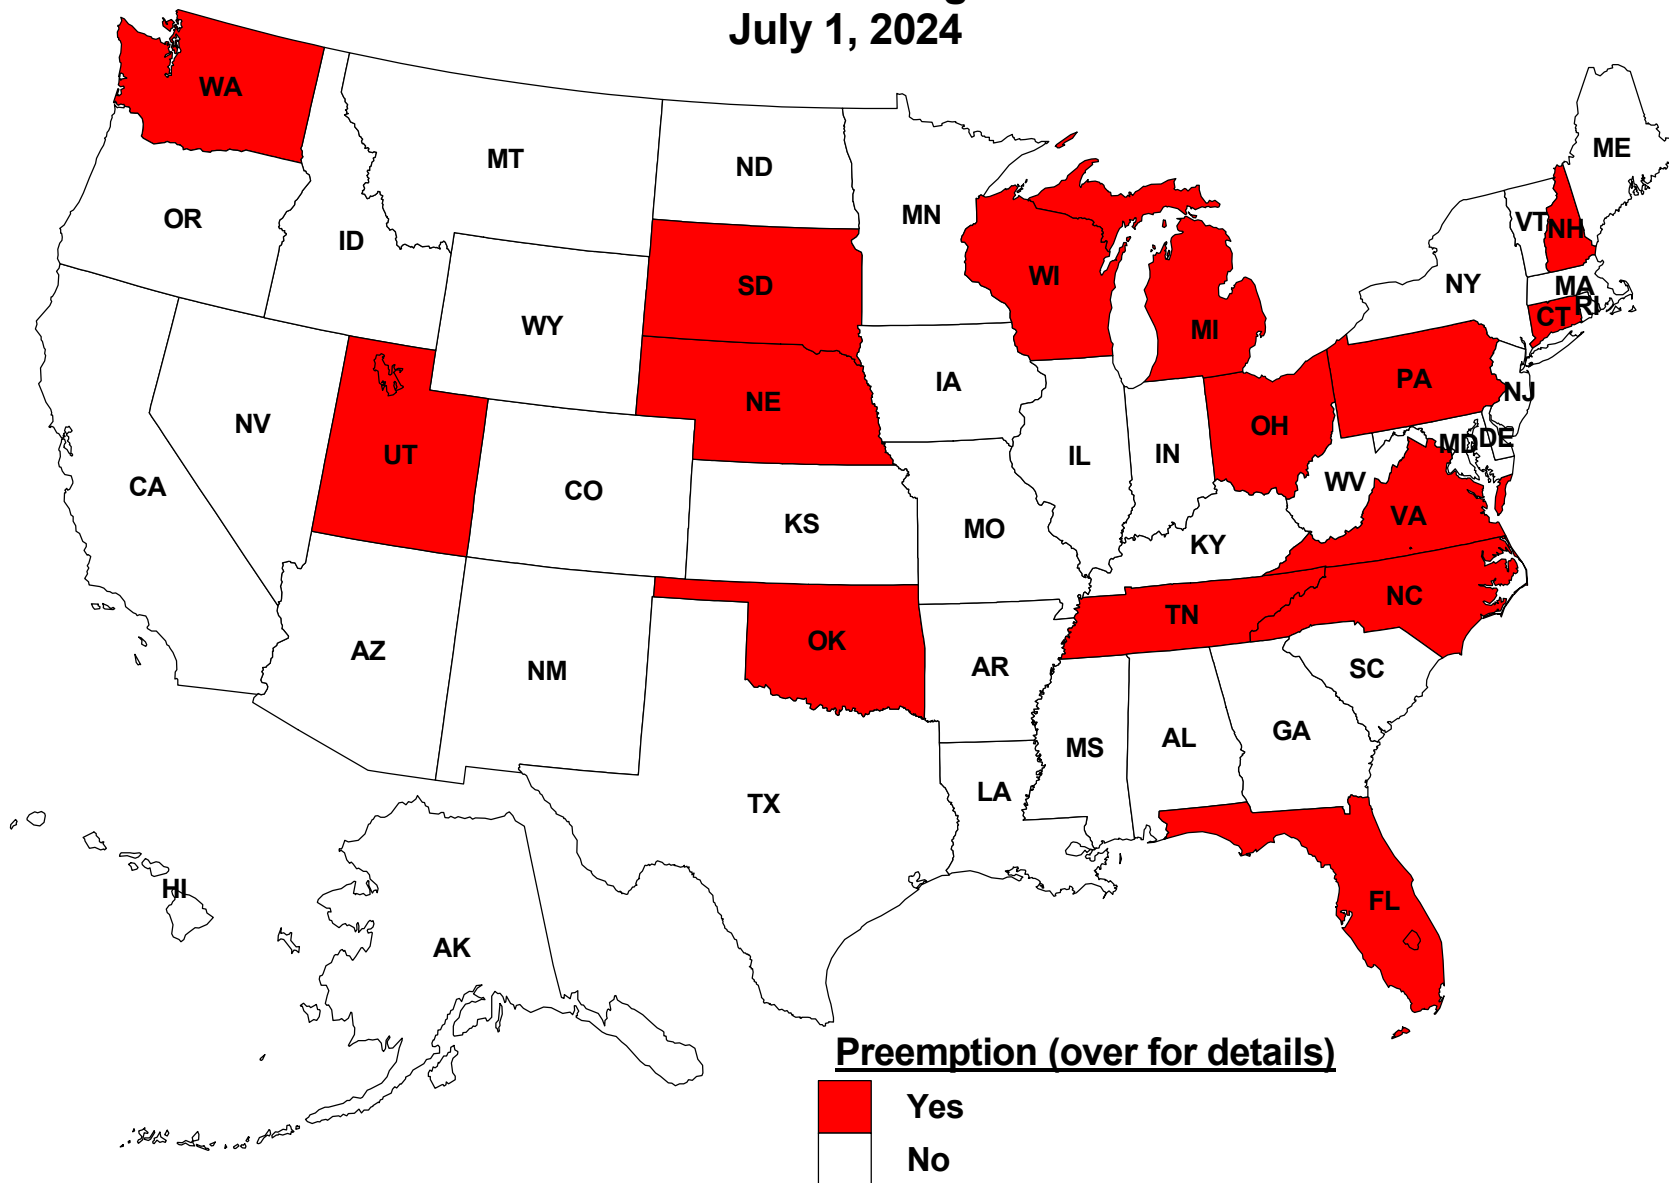 July 1, 2024
WA
MT
ND
ME
OR
ID
MN
VT
NH
SD
WI
NY
MA
WY
MI
CT
RI
IA
PA
NE
NJ
NV
OH
MD
DE
UT
IL
IN
CA
CO
WV
KS
MO
VA
KY
NC
TN
AZ
OK
NM
AR
SC
MS
AL
GA
TX
LA
HI
FL
AK
Preemption (over for details)
Yes
No